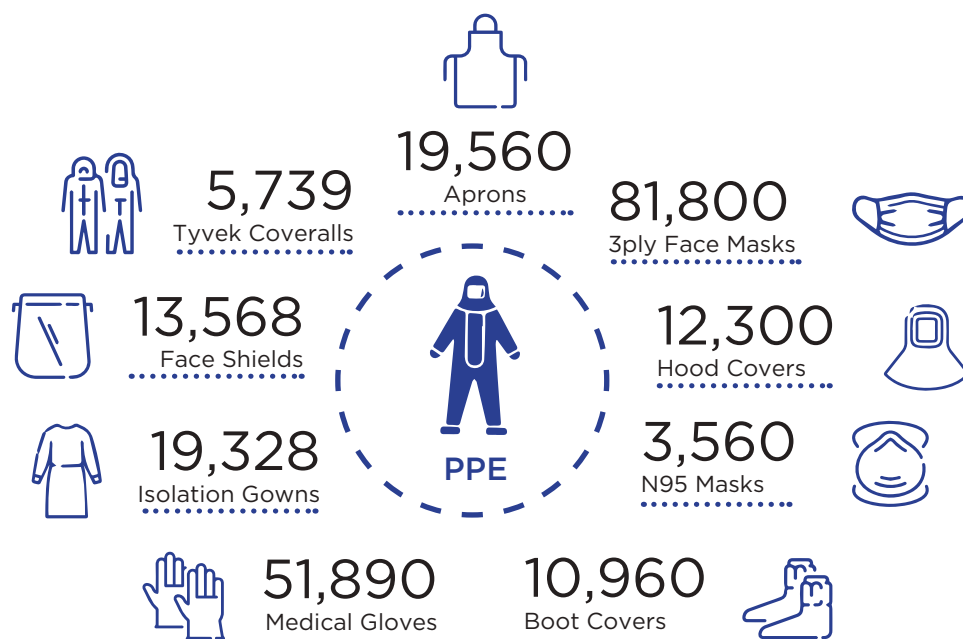 19,560
Aprons
5,739
Tyvek Coveralls
81,800
3ply Face Masks
13,568
Face Shields
12,300
Hood Covers
19,328
Isolation Gowns
3,560
N95 Masks
PPE
51,890
Medical Gloves
10,960
Boot Covers